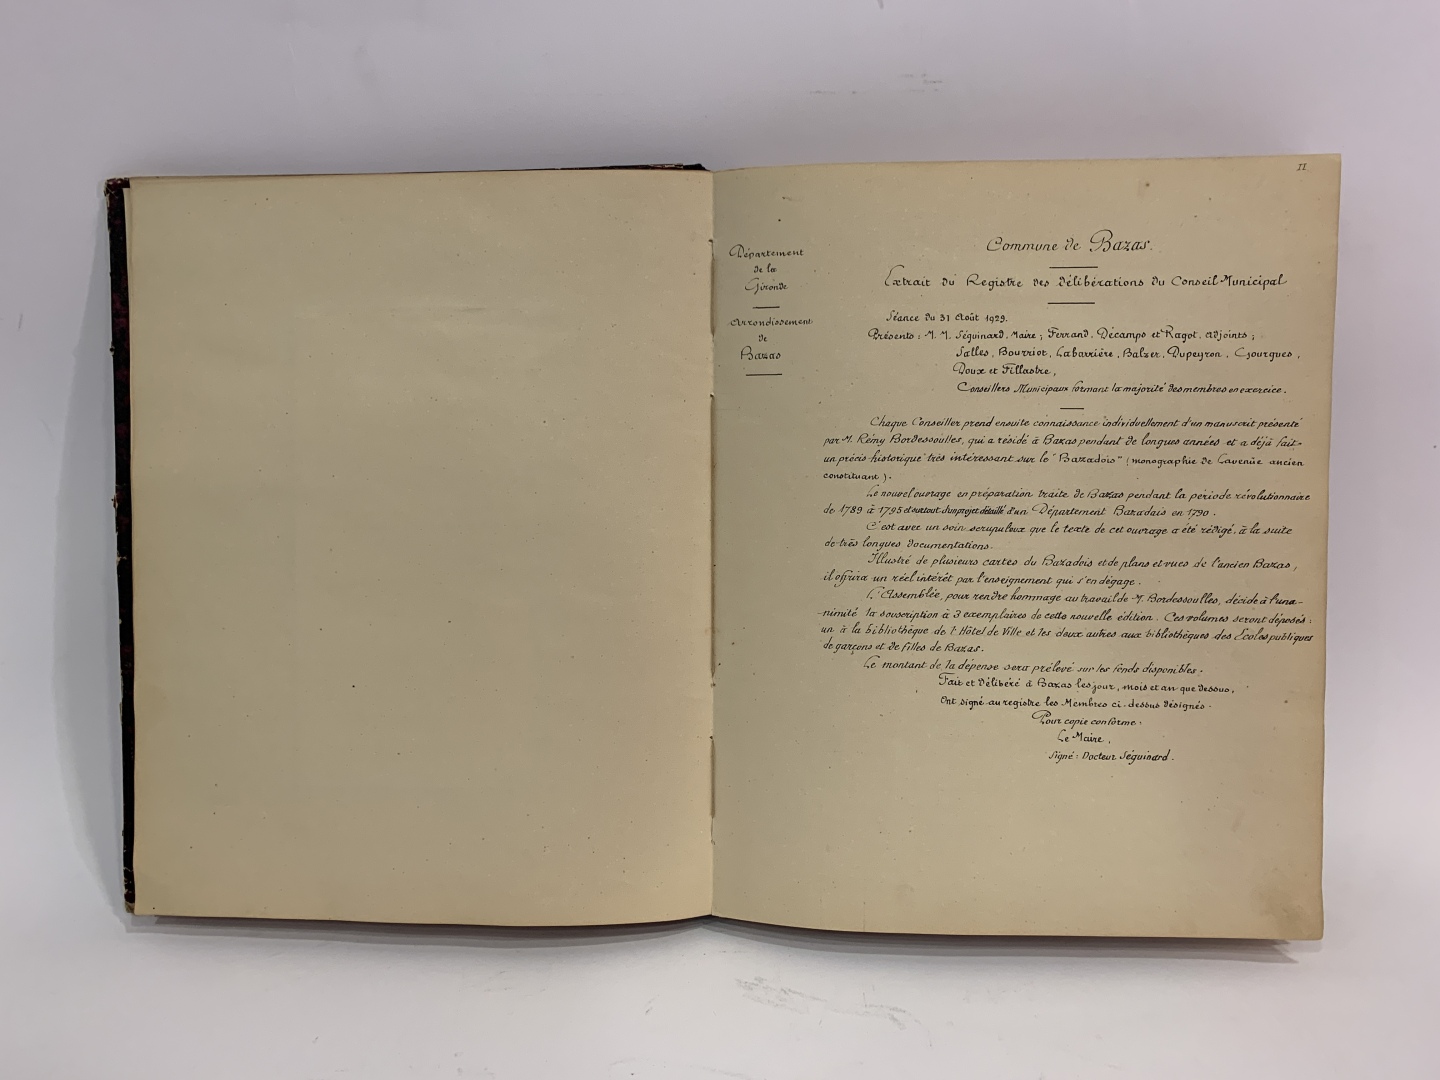 II
Département
de la
Gironde
Arrondissement
de
Bazas
Commune de Bazas.
Extrait du Registre des délibérations du Conseil Municipal
Séance du 31 Août 1929.
Présents : M. M. Séguinard, Maire ; Ferrand, Décamps et Ragot, adjoints ;
Salles, Bourriot, Labarrière, Balzer, Dupeyron, Gourgues,
Doux et Fillastre,
Conseillers Municipaux formant la majorité des membres en exercice.
Chaque Conseiller prend ensuite connaissance individuellement d'un manuscrit présenté
par M. Rémy Bordessoulles, qui a résidé à Bazas pendant de longues années et a déjà fait
un précis historique très intéressant sur le "Bazadois" (monographie de Lavenüe ancien
constituant).
Le nouvel ouvrage en préparation traite de Bazas pendant la période révolutionnaire
de 1789 à 1795 et surtout d'un projet détaillé d'un Département Bazadais en 1790.
C'est avec un soin scrupuleux que le texte de cet ouvrage a été rédigé, à la suite
de très longues documentations.
Illustré de plusieurs cartes du Bazadois et de plans et vues de l'ancien Bazas,
il offrira un réel intérêt par l'enseignement qui s'en dégage.
L'Assemblée, pour rendre hommage au travail de M. Bordessoulles, décide à l'una-
-nimité la souscription à 3 exemplaires de cette nouvelle édition. Ces volumes seront déposés :
un à la bibliothèque de l'Hôtel de Ville et les deux autres aux bibliothèques des Ecoles publiques
de garçons et de filles de Bazas.
Le montant de la dépense sera prélevé sur les fonds disponibles.
Fait et délibéré à Bazas les jour, mois et an que dessus,
Ont signé au registre les Membres ci-dessus désignés.
Pour copie conforme :
Le Maire,
Signé : Docteur Séguinard.